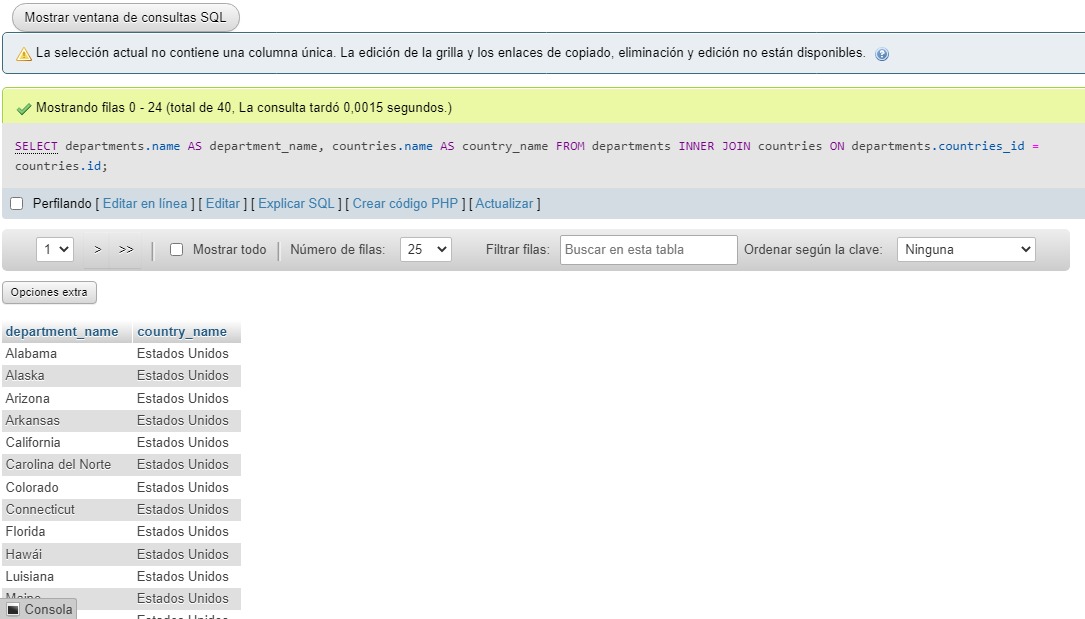 Mostrar ventana de consultas SQL
La selección actual no contiene una columna única. La edición de la grilla y los enlaces de copiado, eliminación y edición no están disponibles.
Mostrando filas 0 - 24 (total de 40, La consulta tardó 0,0015 segundos.)
SELECT departments.name AS department_name, countries.name AS country_name FROM departments INNER JOIN countries ON departments.countries_id =
countries.id;
Perfilando [ Editar en línea ] [ Editar ] [ Explicar SQL ] [ Crear código PHP ] [ Actualizar ]
1 > >> | Mostrar todo | Número de filas: 25 Filtrar filas: Buscar en esta tabla Ordenar según la clave: Ninguna
Opciones extra
department_name country_name
Alabama Estados Unidos
Alaska Estados Unidos
Arizona Estados Unidos
Arkansas Estados Unidos
California Estados Unidos
Carolina del Norte Estados Unidos
Colorado Estados Unidos
Connecticut Estados Unidos
Florida Estados Unidos
Hawái Estados Unidos
Luisiana Estados Unidos
Estados Unidos
Consola